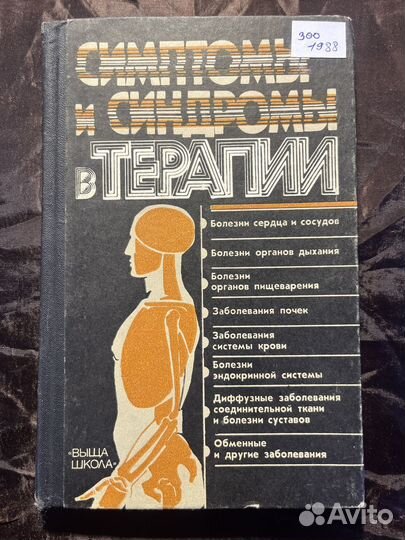 300
1988
СИМПТОМЫ
и СИНДРОМЫ
в ТЕРАПИИ
Болезни сердца и сосудов
Болезни органов дыхания
Болезни
органов пищеварения
Заболевания почек
Заболевания
системы крови
Болезни
эндокринной системы
Диффузные заболевания
соединительной ткани
и болезни суставов
Обменные
и другие заболевания
«ВЫЩА
ШКОЛА»
Avito